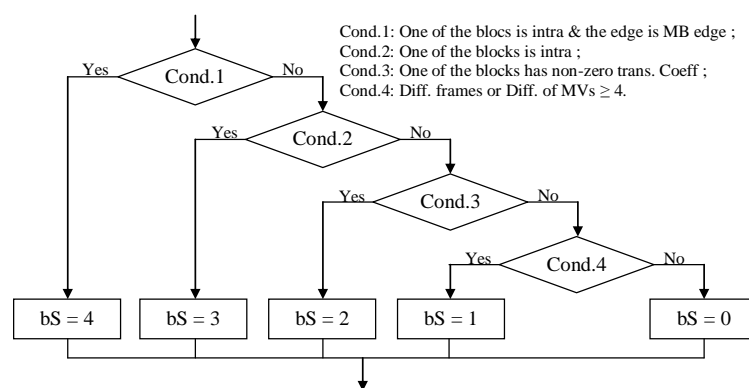 Cond.1: One of the blocs is intra & the edge is MB edge ;
Cond.2: One of the blocks is intra ;
Cond.3: One of the blocks has non-zero trans. Coeff ;
Cond.4: Diff. frames or Diff. of MVs ≥ 4.
Yes
Cond.1
No
Yes
Cond.2
No
Yes
Cond.3
No
Yes
Cond.4
No
bS = 4
bS = 3
bS = 2
bS = 1
bS = 0